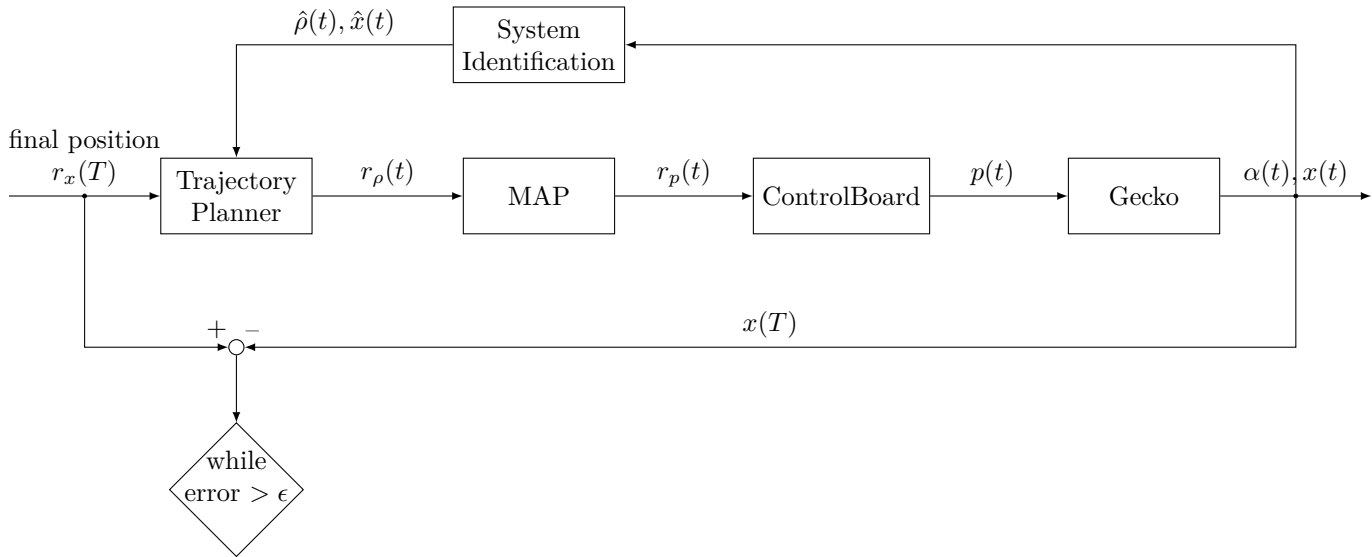 ρ̂(t), x̂(t)
System
Identification
final position
r_x(T)
Trajectory
Planner
r_ρ(t)
MAP
r_p(t)
ControlBoard
p(t)
Gecko
α(t), x(t)
+
−
x(T)
while
error > ϵ